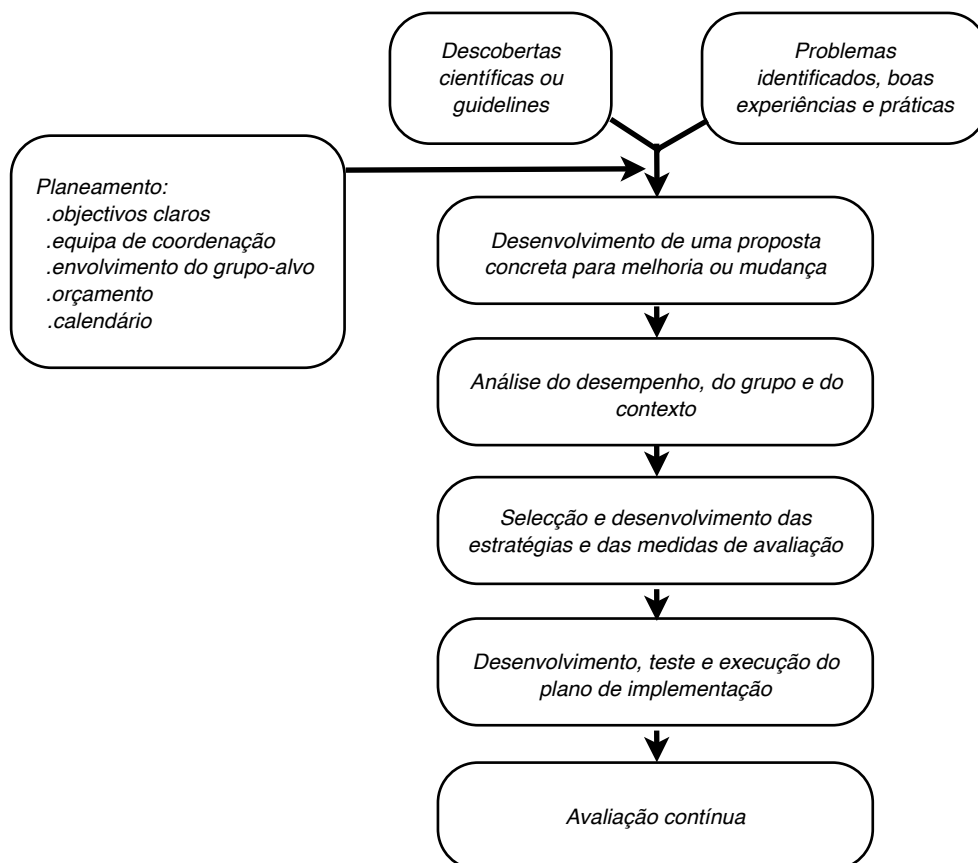 Descobertas
científicas ou
guidelines
Problemas
identificados, boas
experiências e práticas
Planeamento:
.objectivos claros
.equipa de coordenação
.envolvimento do grupo-alvo
.orçamento
.calendário
Desenvolvimento de uma proposta
concreta para melhoria ou mudança
Análise do desempenho, do grupo e do
contexto
Selecção e desenvolvimento das
estratégias e das medidas de avaliação
Desenvolvimento, teste e execução do
plano de implementação
Avaliação contínua